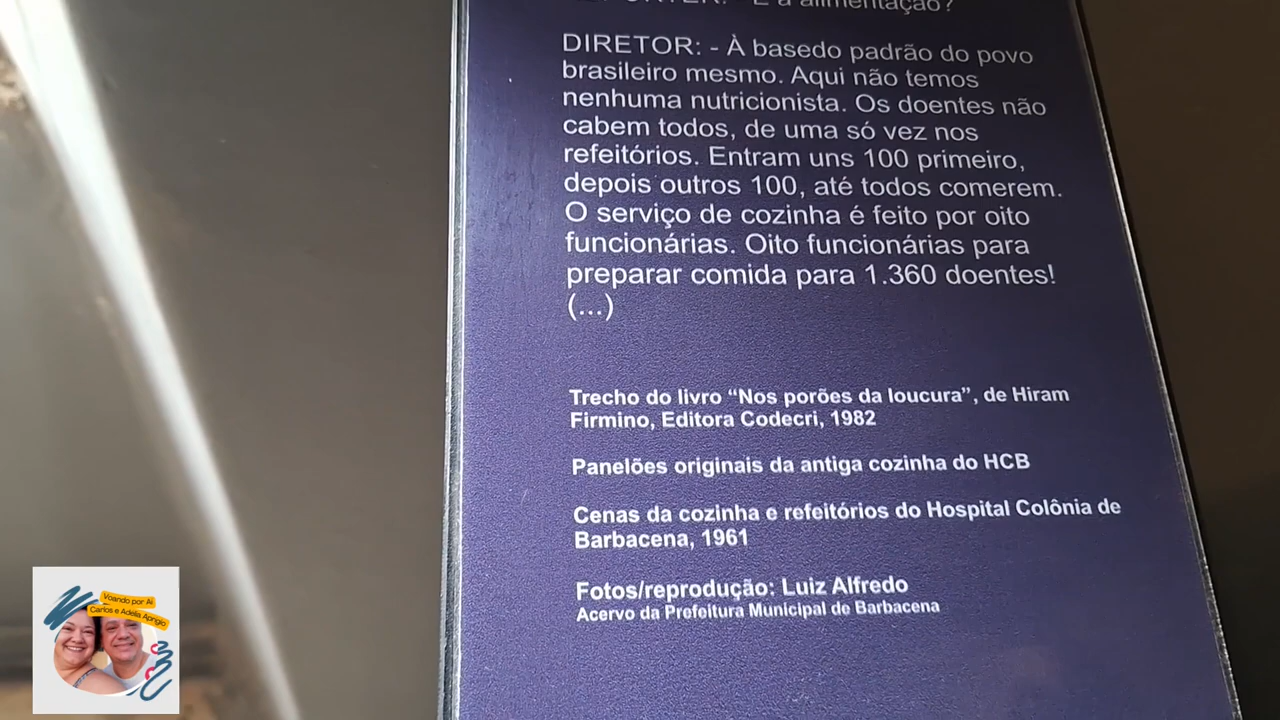 REPÓRTER: - E a alimentação?
DIRETOR: - À basedo padrão do povo
brasileiro mesmo. Aqui não temos
nenhuma nutricionista. Os doentes não
cabem todos, de uma só vez nos
refeitórios. Entram uns 100 primeiro,
depois outros 100, até todos comerem.
O serviço de cozinha é feito por oito
funcionárias. Oito funcionárias para
preparar comida para 1.360 doentes!
(...)
Trecho do livro “Nos porões da loucura”, de Hiram
Firmino, Editora Codecri, 1982
Panelões originais da antiga cozinha do HCB
Cenas da cozinha e refeitórios do Hospital Colônia de
Barbacena, 1961
Fotos/reprodução: Luiz Alfredo
Acervo da Prefeitura Municipal de Barbacena
Voando por Aí
Carlos e Adelia Aprigio